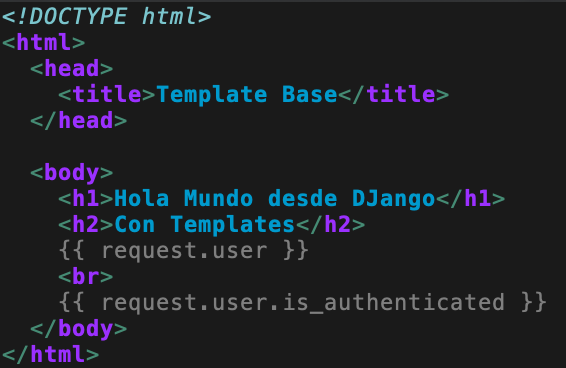 <!DOCTYPE html>
<html>
  <head>
    <title>Template Base</title>
  </head>

  <body>
    <h1>Hola Mundo desde DJango</h1>
    <h2>Con Templates</h2>
    {{ request.user }}
    <br>
    {{ request.user.is_authenticated }}
  </body>
</html>